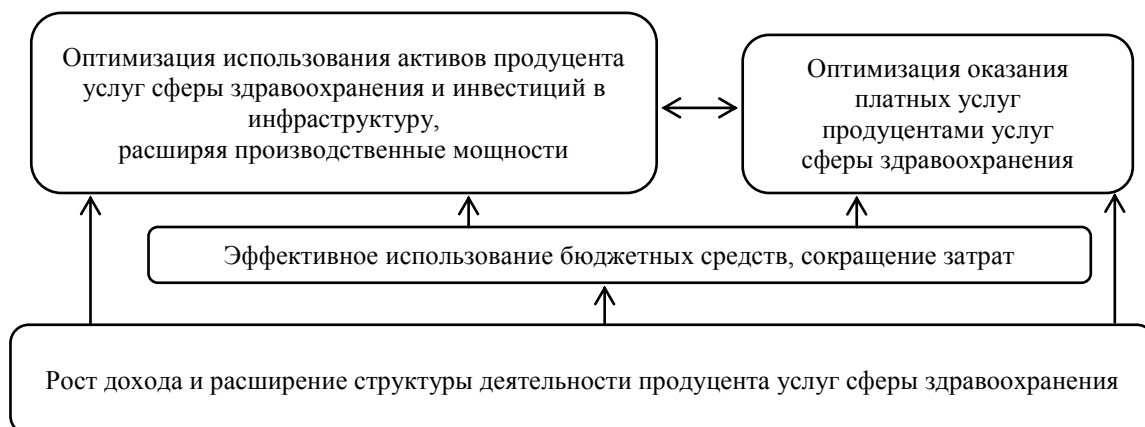 Оптимизация использования активов продуцента
услуг сферы здравоохранения и инвестиций в
инфраструктуру,
расширяя производственные мощности
Оптимизация оказания
платных услуг
продуцентами услуг
сферы здравоохранения
Эффективное использование бюджетных средств, сокращение затрат
Рост дохода и расширение структуры деятельности продуцента услуг сферы здравоохранения